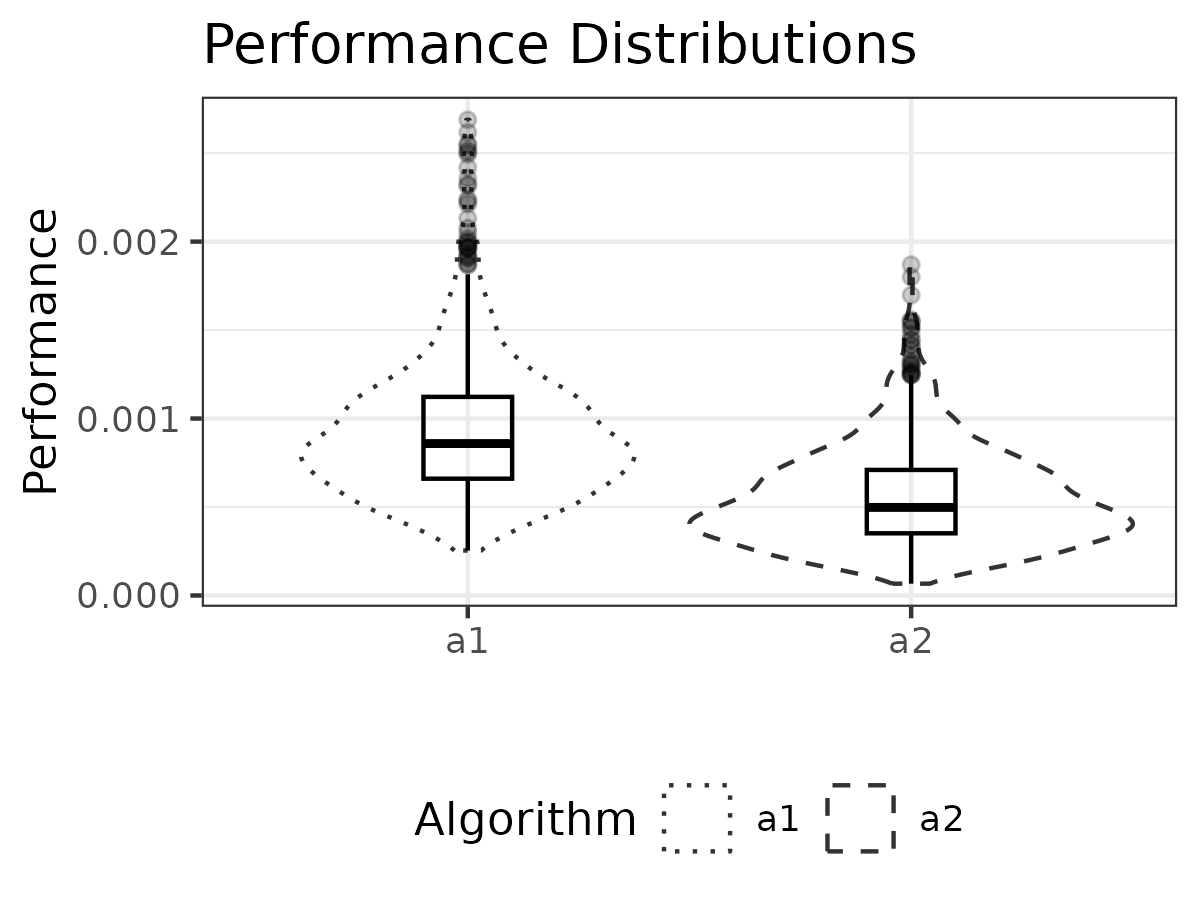 Performance Distributions
Performance
0.002
0.001
0.000
a1 a2
Algorithm a1 a2